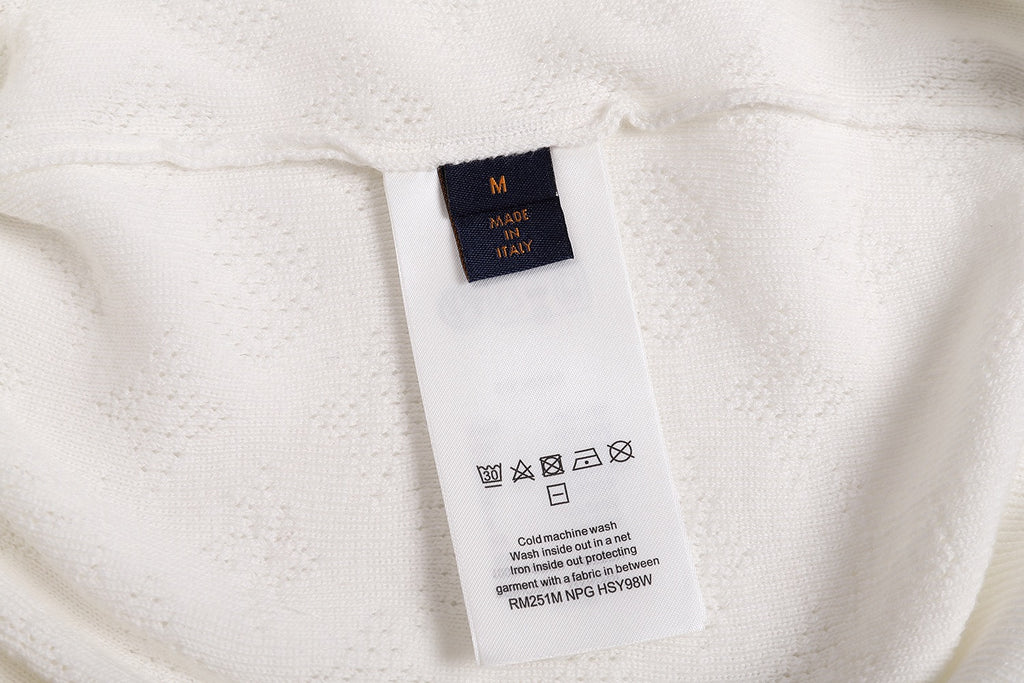 M
MADE
IN
ITALY
30
Cold machine wash
Wash inside out in a net
Iron inside out protecting
garment with a fabric in between
RM251M NPG HSY98W